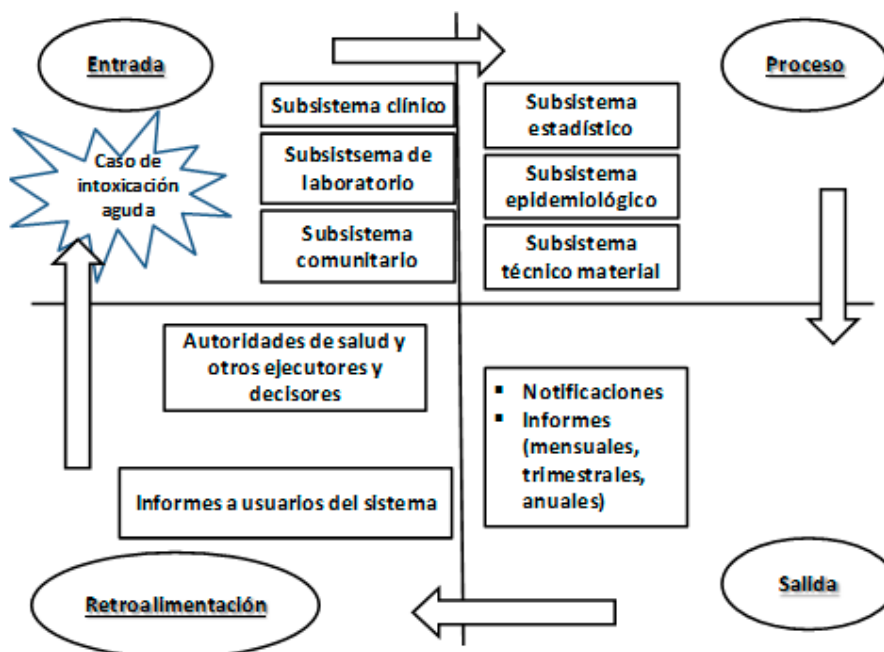 Entrada
Proceso
Caso de
intoxicación
aguda
Subsistema clínico
Subsistsema de
laboratorio
Subsistema
comunitario
Subsistema
estadístico
Subsistema
epidemiológico
Subsistema
técnico material
Autoridades de salud y
otros ejecutores y
decisores
Informes a usuarios del sistema
▪ Notificaciones
▪ Informes
(mensuales,
trimestrales,
anuales)
Retroalimentación
Salida